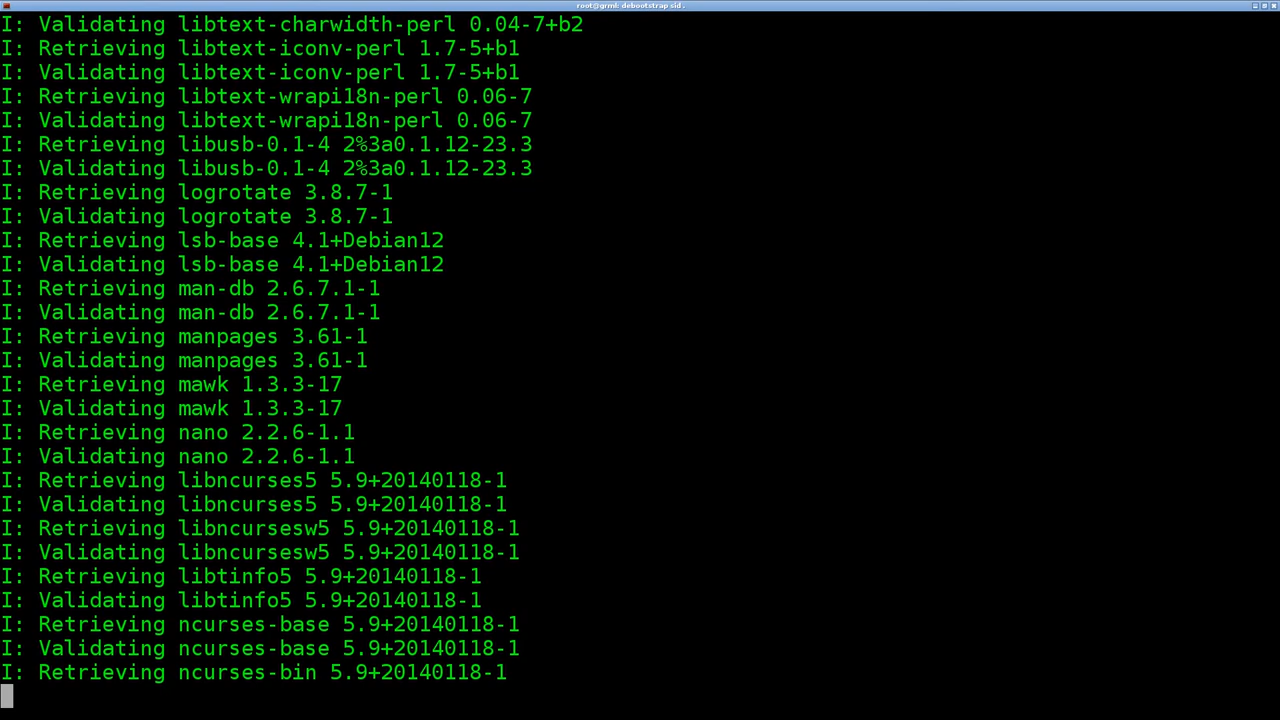 root@grml: debootstrap sid .
I: Validating libtext-charwidth-perl 0.04-7+b2
I: Retrieving libtext-iconv-perl 1.7-5+b1
I: Validating libtext-iconv-perl 1.7-5+b1
I: Retrieving libtext-wrapi18n-perl 0.06-7
I: Validating libtext-wrapi18n-perl 0.06-7
I: Retrieving libusb-0.1-4 2%3a0.1.12-23.3
I: Validating libusb-0.1-4 2%3a0.1.12-23.3
I: Retrieving logrotate 3.8.7-1
I: Validating logrotate 3.8.7-1
I: Retrieving lsb-base 4.1+Debian12
I: Validating lsb-base 4.1+Debian12
I: Retrieving man-db 2.6.7.1-1
I: Validating man-db 2.6.7.1-1
I: Retrieving manpages 3.61-1
I: Validating manpages 3.61-1
I: Retrieving mawk 1.3.3-17
I: Validating mawk 1.3.3-17
I: Retrieving nano 2.2.6-1.1
I: Validating nano 2.2.6-1.1
I: Retrieving libncurses5 5.9+20140118-1
I: Validating libncurses5 5.9+20140118-1
I: Retrieving libncursesw5 5.9+20140118-1
I: Validating libncursesw5 5.9+20140118-1
I: Retrieving libtinfo5 5.9+20140118-1
I: Validating libtinfo5 5.9+20140118-1
I: Retrieving ncurses-base 5.9+20140118-1
I: Validating ncurses-base 5.9+20140118-1
I: Retrieving ncurses-bin 5.9+20140118-1